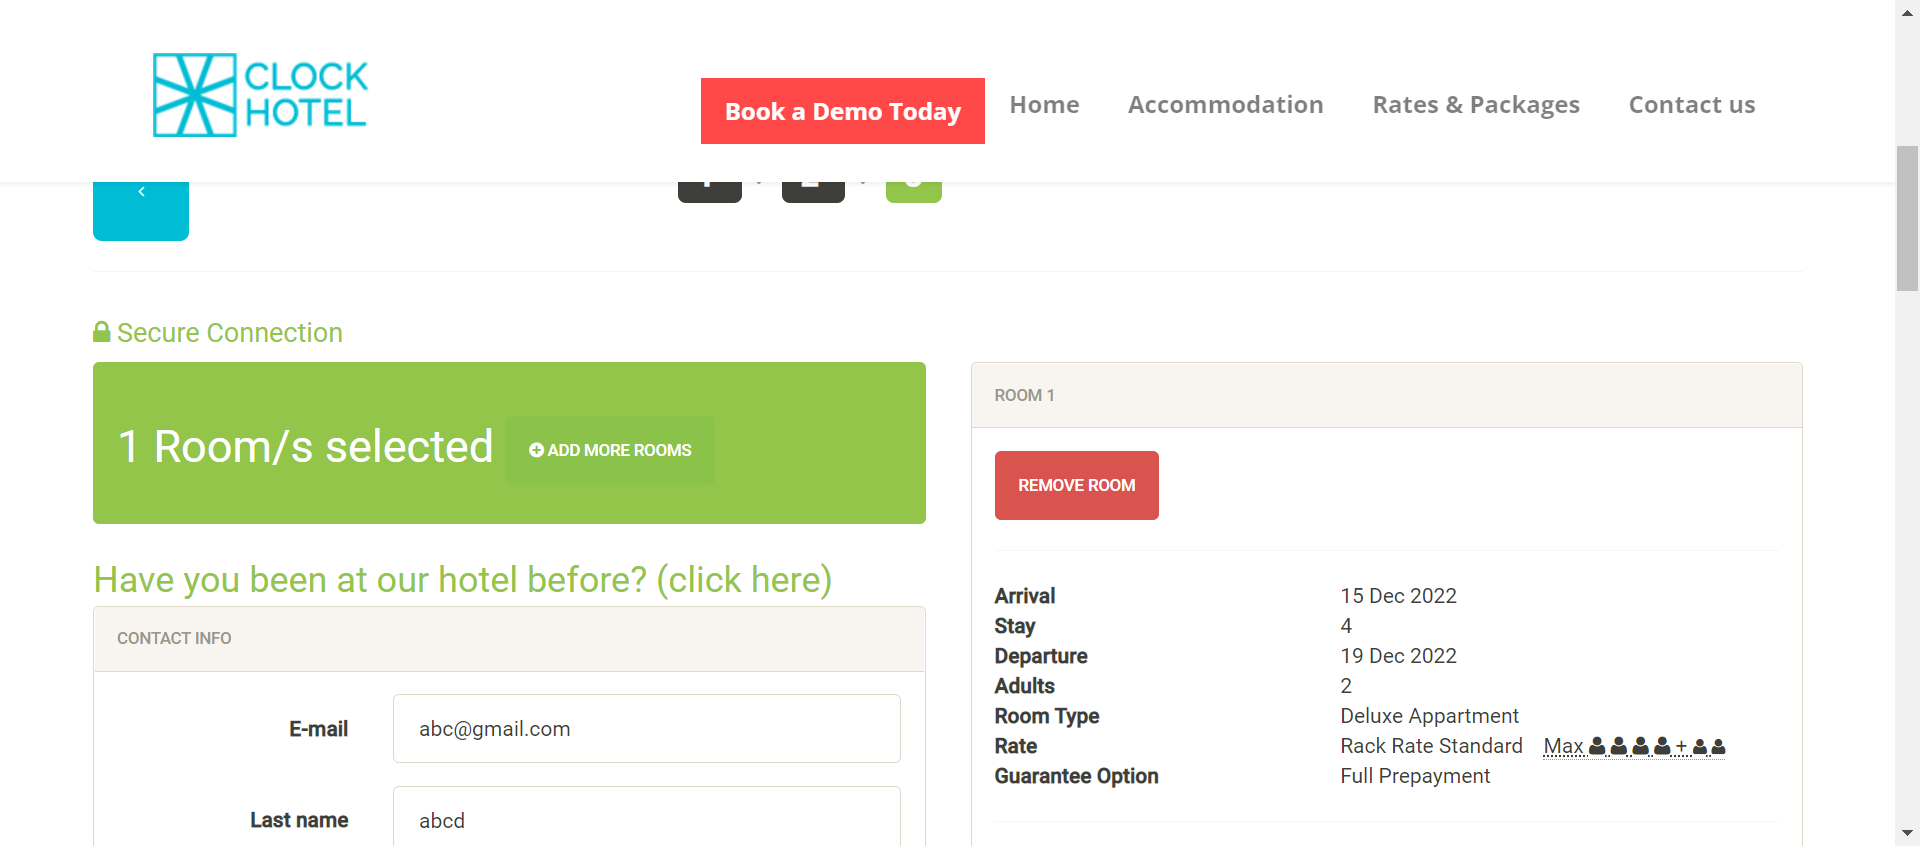 CLOCK
HOTEL
Book a Demo Today
Home
Accommodation
Rates & Packages
Contact us
Secure Connection
1 Room/s selected
ADD MORE ROOMS
Have you been at our hotel before? (click here)
CONTACT INFO
E-mail
abc@gmail.com
Last name
abcd
ROOM 1
REMOVE ROOM
Arrival 15 Dec 2022
Stay 4
Departure 19 Dec 2022
Adults 2
Room Type Deluxe Appartment
Rate Rack Rate Standard Max +
Guarantee Option Full Prepayment